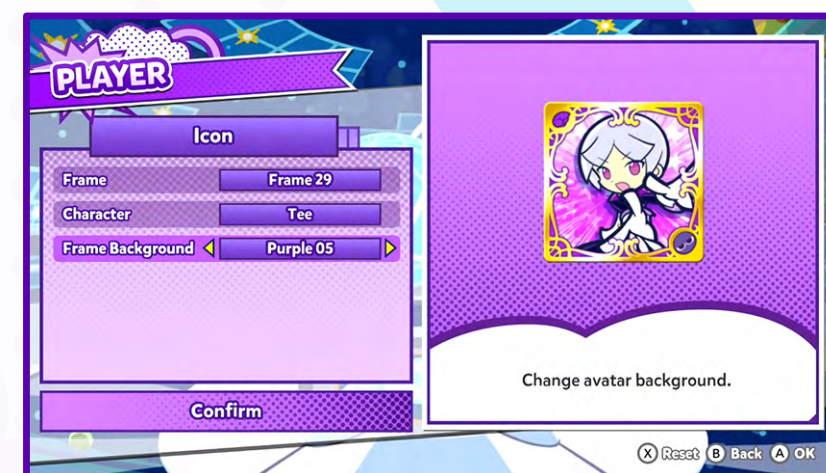 PLAYER
Icon
Frame
Frame 29
Character
Tee
Frame Background
Purple 05
Confirm
Change avatar background.
X Reset B Back A OK